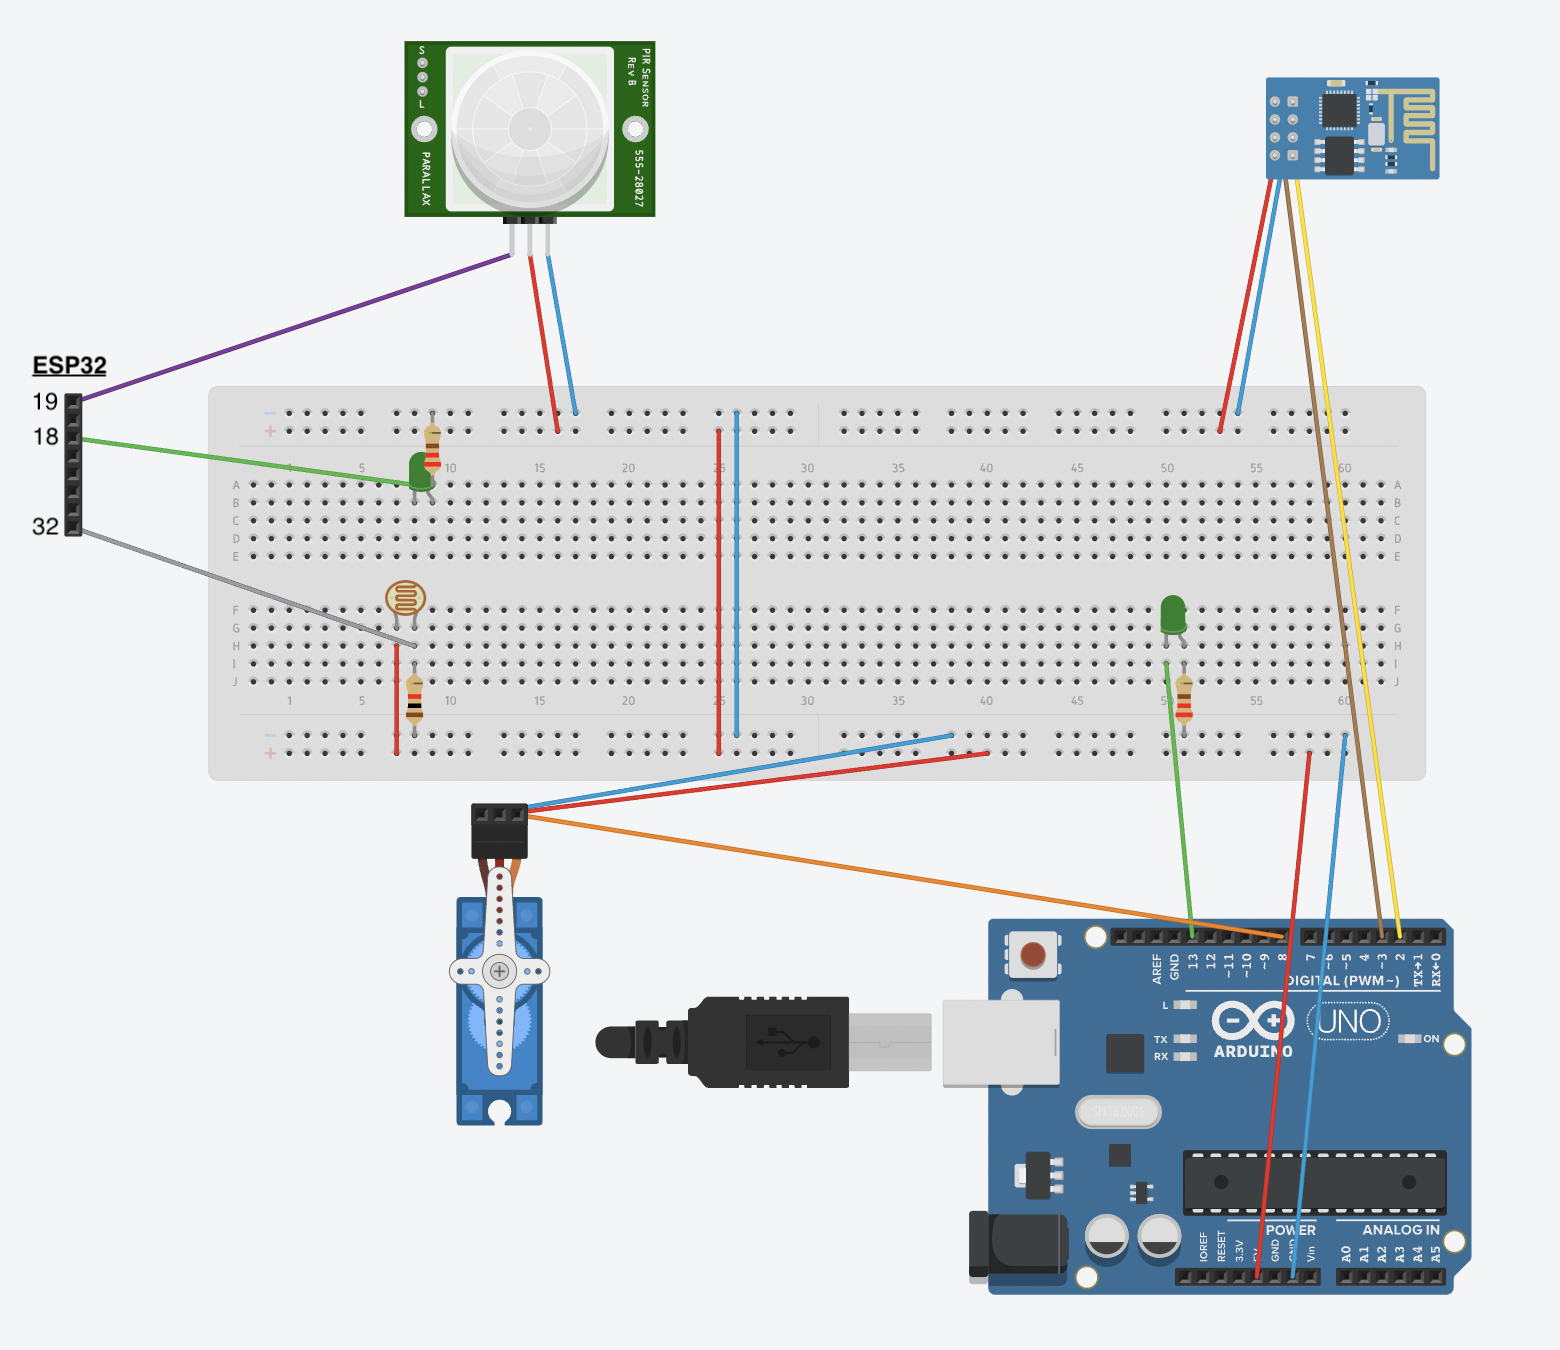 S
L
PIR SENSOR
REV B
PARALLAX
555-28027
ESP32
19
18
32
1 5 10 15 20 25 30 35 40 45 50 55 60
A A
B B
C C
D D
E E
F F
G G
H H
I I
J J
1 5 10 15 20 25 30 35 40 45 50 55 60
AREF
GND
13
12
~11
~10
~9
8
7
~6
~5
4
~3
2
TX→1
RX←0
DIGITAL (PWM~)
L
TX
RX
UNO
ARDUINO
ON
SPK16.000G
POWER
ANALOG IN
IOREF
RESET
3.3V
5V
GND
GND
Vin
A0
A1
A2
A3
A4
A5